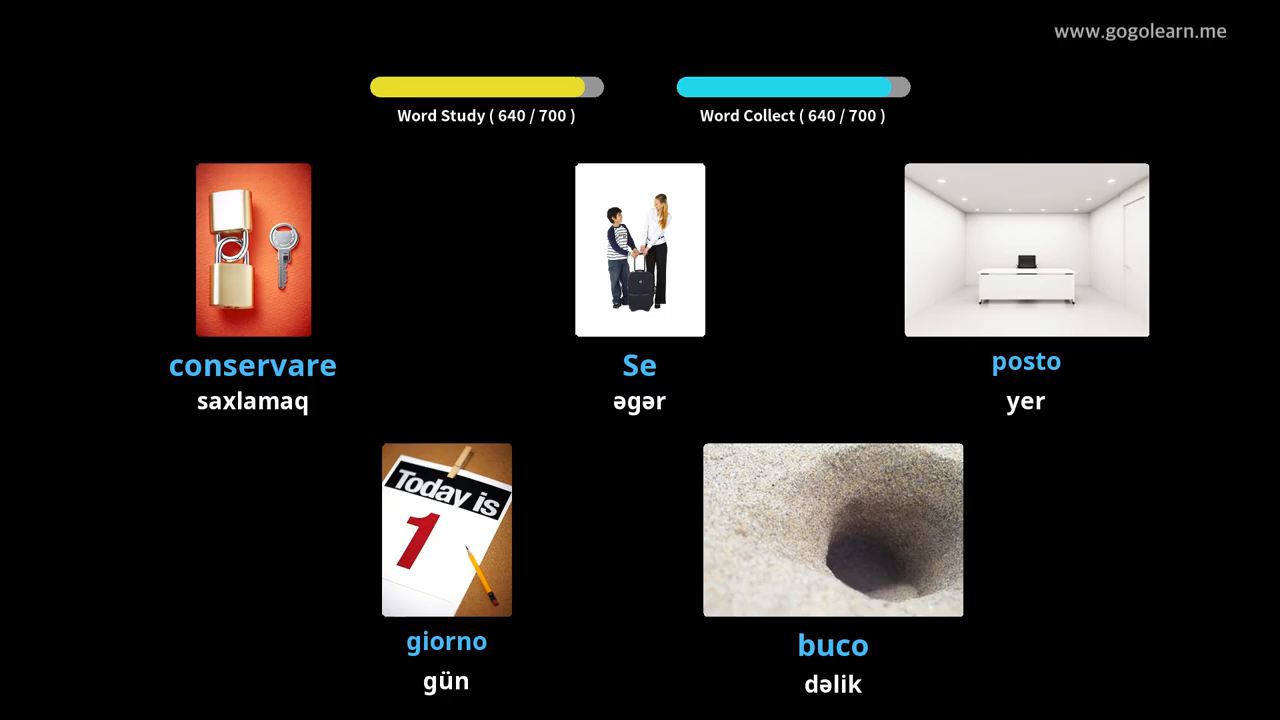 www.gogolearn.me
Word Study ( 640 / 700 )
Word Collect ( 640 / 700 )
conservare
saxlamaq
Se
əgər
posto
yer
Today is
1
giorno
gün
buco
dəlik